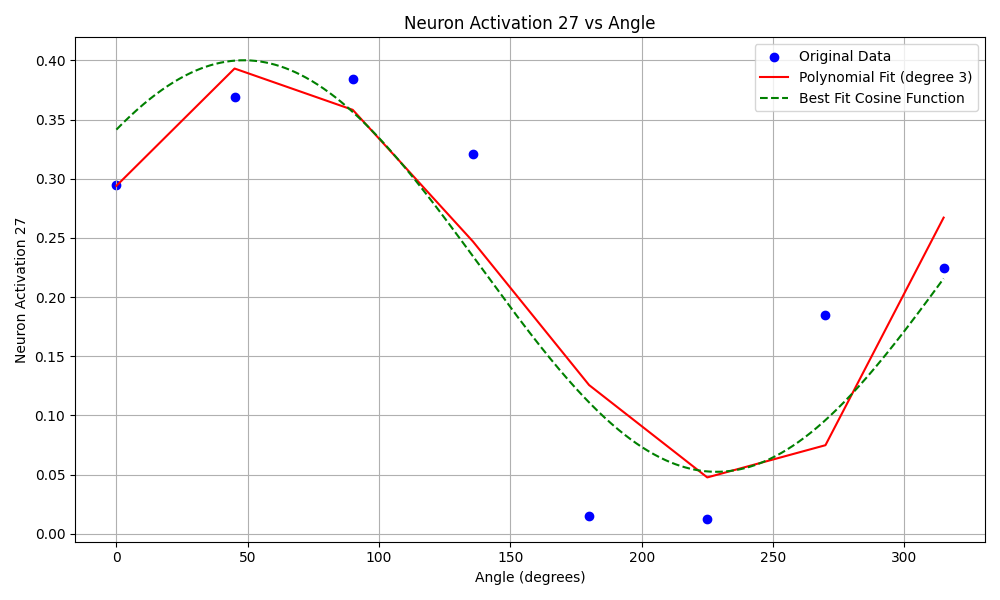 Neuron Activation 27 vs Angle
Original Data
Polynomial Fit (degree 3)
Best Fit Cosine Function
Neuron Activation 27
0.40
0.35
0.30
0.25
0.20
0.15
0.10
0.05
0.00
0 50 100 150 200 250 300
Angle (degrees)